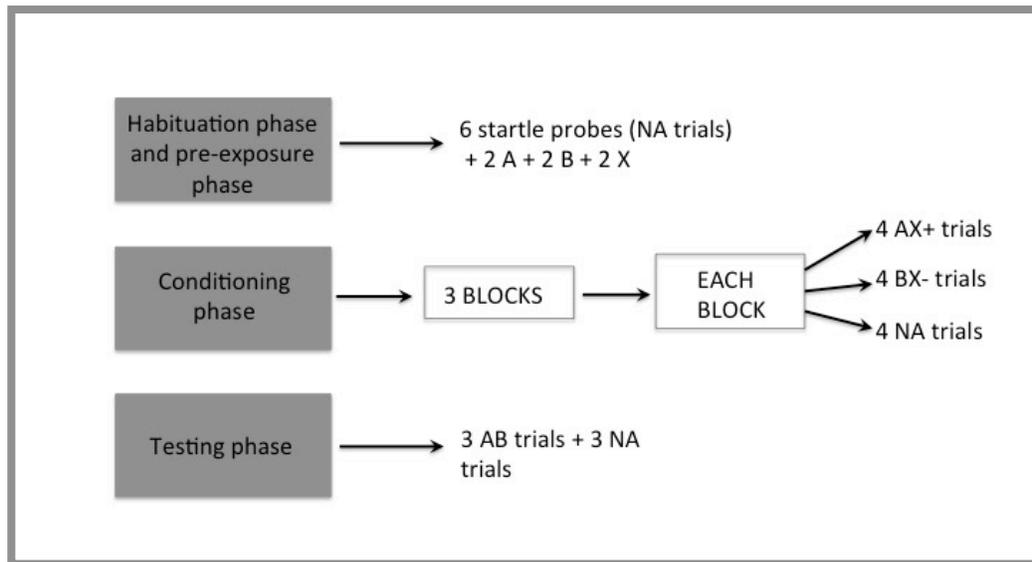 Habituation phase
and pre-exposure
phase
6 startle probes (NA trials)
+ 2 A + 2 B + 2 X
Conditioning
phase
3 BLOCKS
EACH
BLOCK
4 AX+ trials
4 BX- trials
4 NA trials
Testing phase
3 AB trials + 3 NA
trials